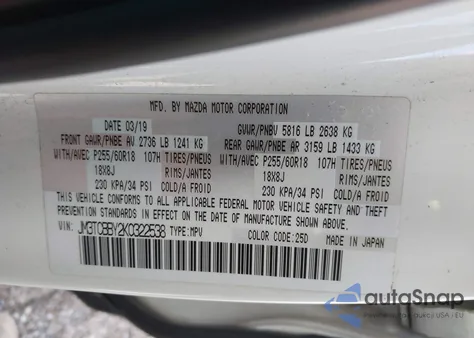 MFD. BY MAZDA MOTOR CORPORATION
DATE 03/19 GVWR/PNBV 5816 LB 2638 KG
FRONT GAWR/PNBE AV 2736 LB 1241 KG REAR GAWR/PNBE AR 3159 LB 1433 KG
WITH/AVEC P255/60R18 107H TIRES/PNEUS WITH/AVEC P255/60R18 107H TIRES/PNEUS
18X8J RIMS/JANTES 18X8J RIMS/JANTES
230 KPA/34 PSI COLD/A FROID 230 KPA/34 PSI COLD/A FROID
THIS VEHICLE CONFORMS TO ALL APPLICABLE FEDERAL MOTOR VEHICLE SAFETY AND
THEFT PREVENTION STANDARDS IN EFFECT ON THE DATE OF MANUFACTURE SHOWN ABOVE.
VIN: JM3TCBBY2K0322538 TYPE:MPV COLOR CODE:25D MADE IN JAPAN
autoSnap